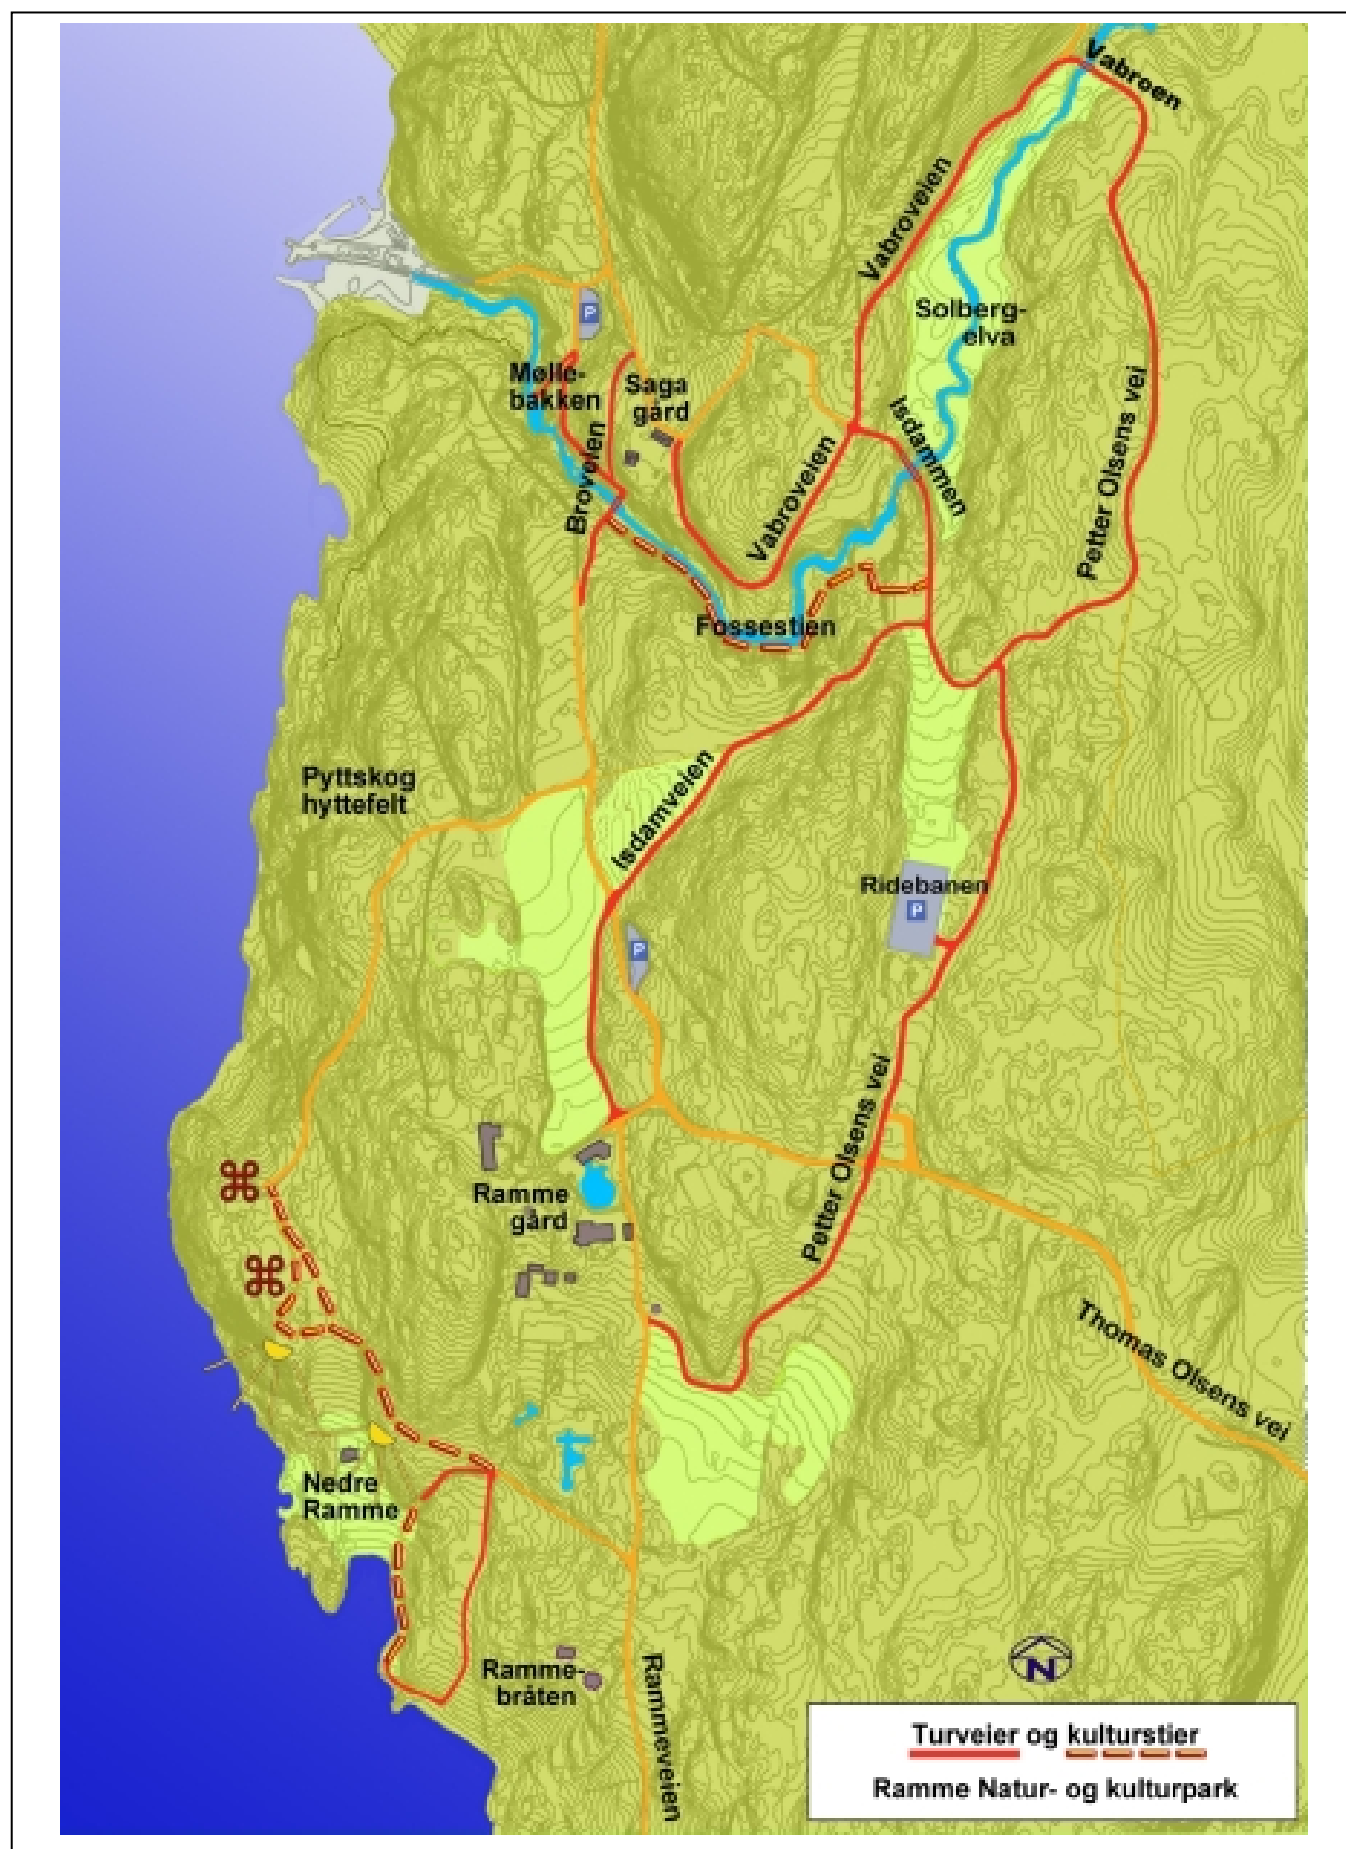 Vabroen
Vabroveien
Solberg-
elva
P
Mølle-
bakken
Saga
gård
Isdammen
Petter Olsens vei
Broveien
Vabroveien
Fossestien
Pyttskog
hyttefelt
Isdamveien
Ridebanen
P
P
Petter Olsens vei
Ramme
gård
Thomas Olsens vei
Nedre
Ramme
Ramme-
bråten
Rammeveien
N
Turveier og kulturstier
Ramme Natur- og kulturpark